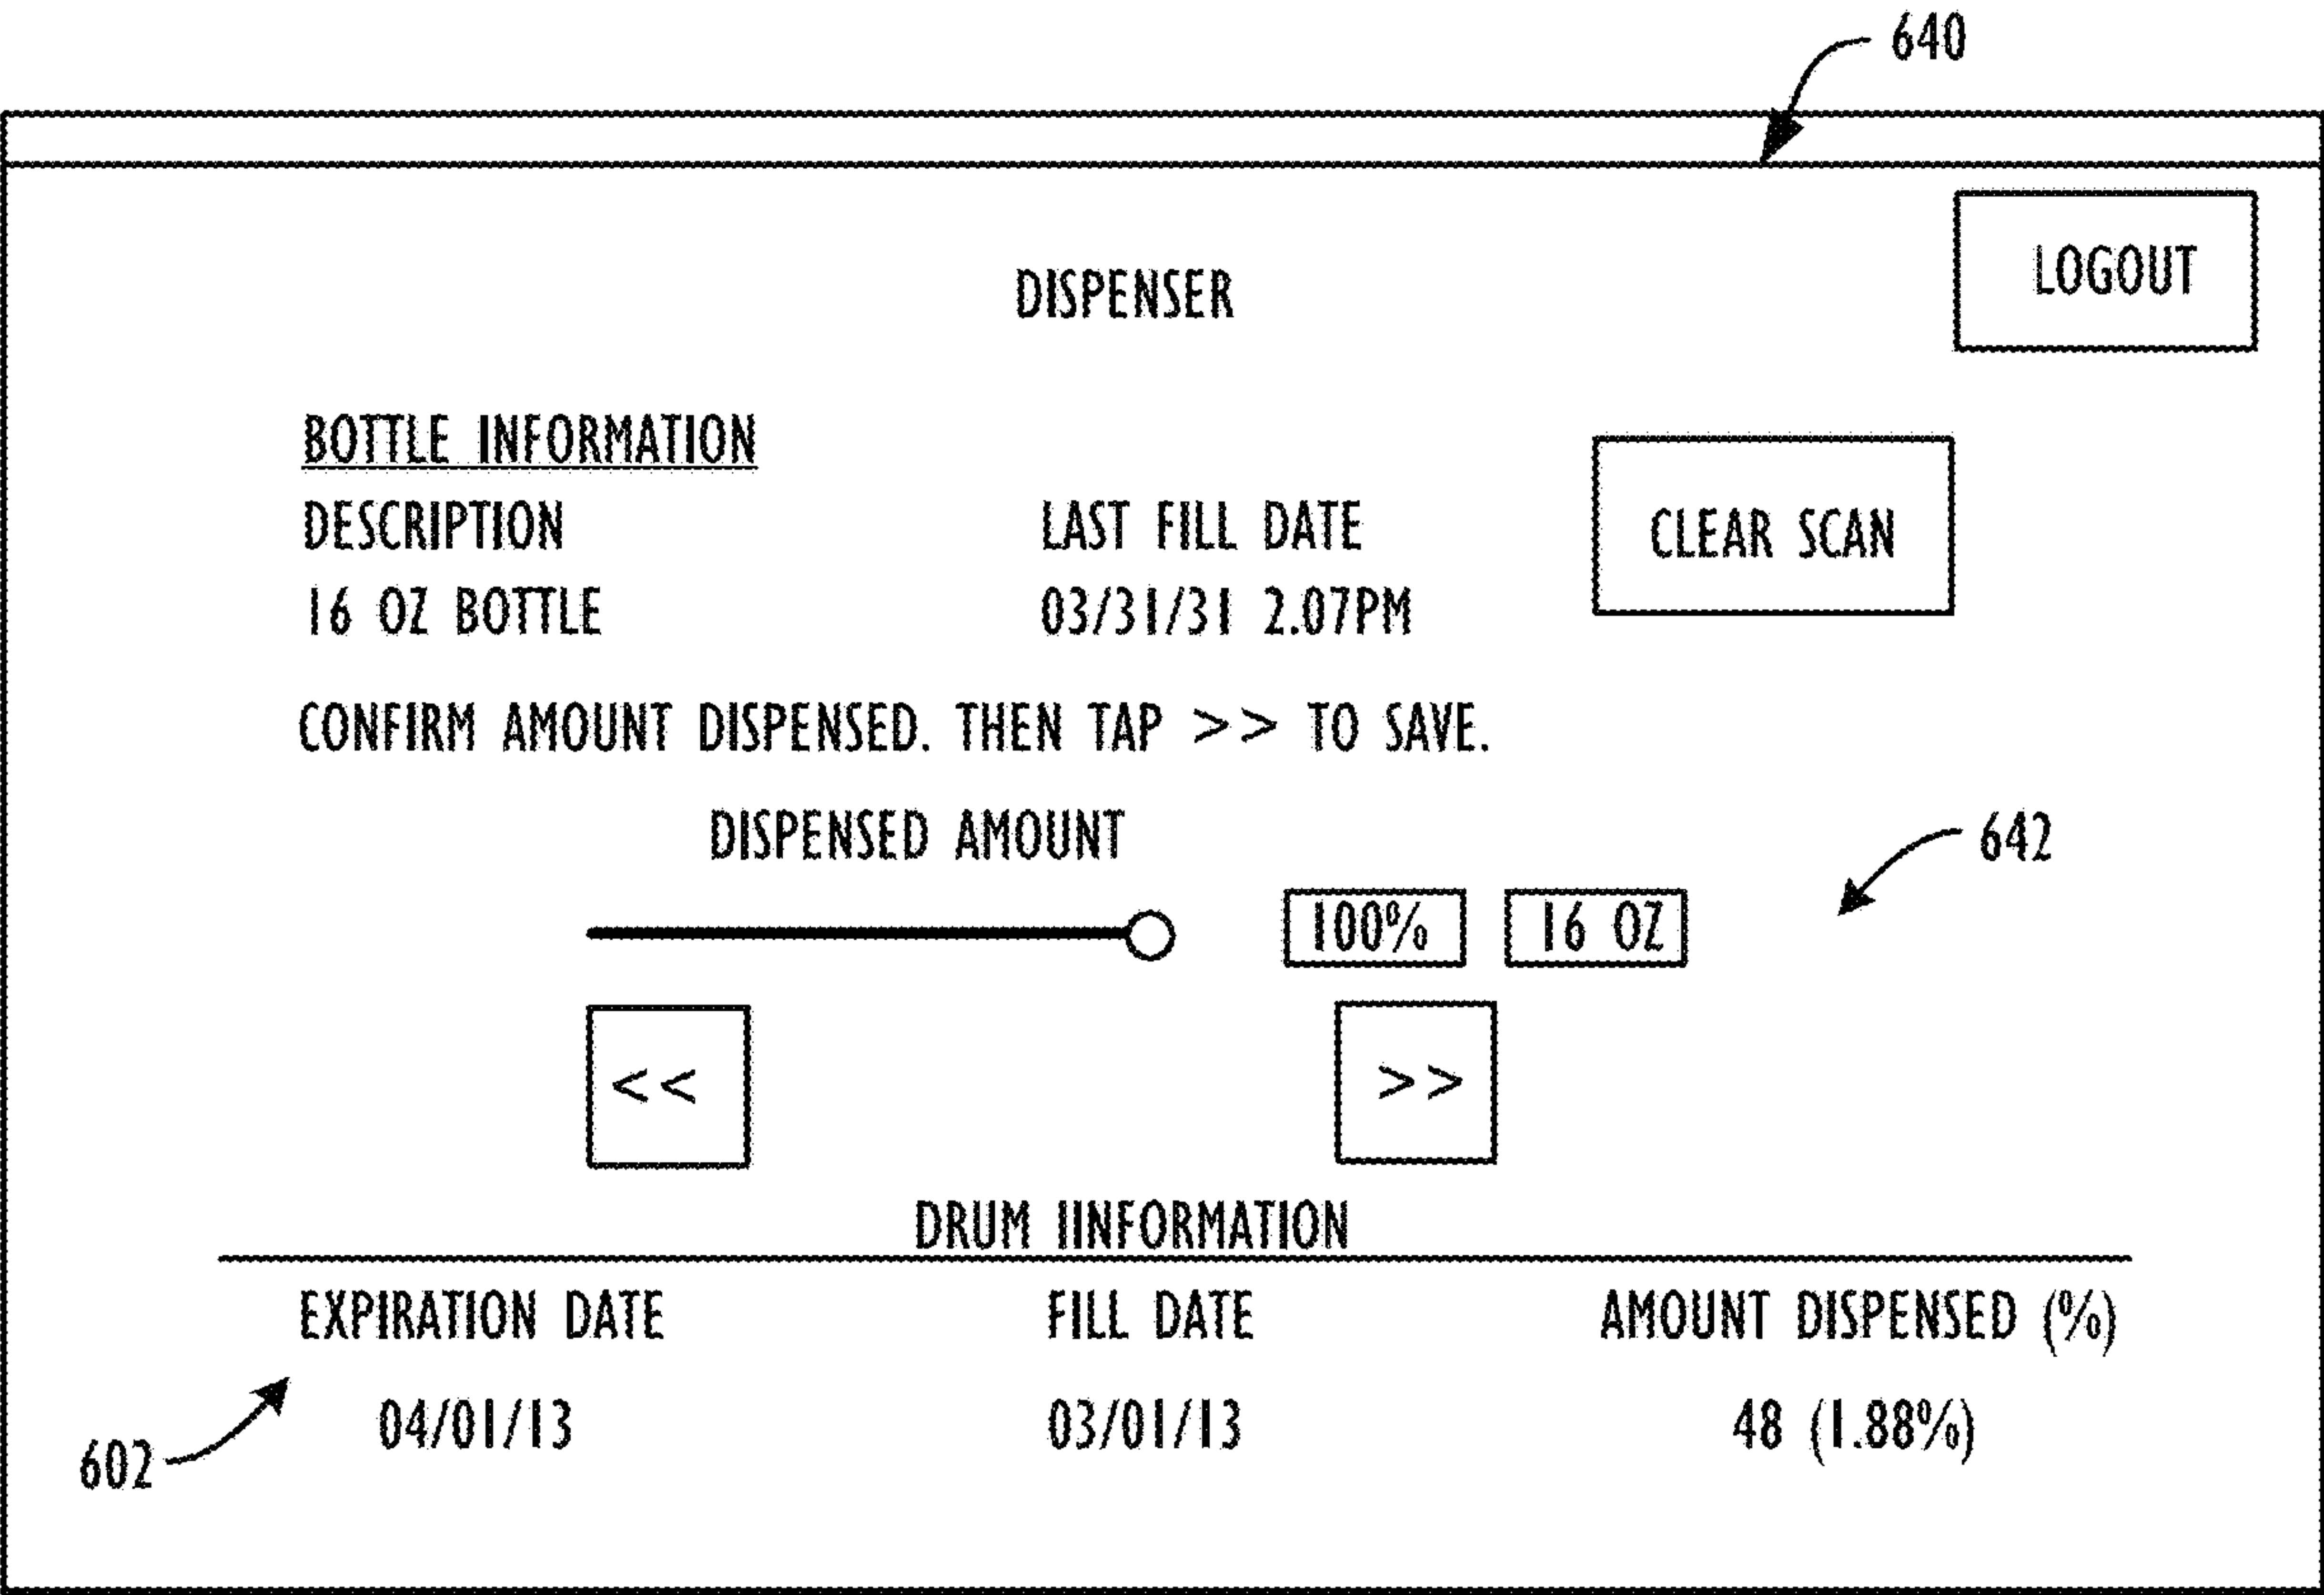 640
LOGOUT
DISPENSER
BOTTLE INFORMATION
DESCRIPTION LAST FILL DATE
CLEAR SCAN
16 OZ BOTTLE 03/31/31 2.07PM
CONFIRM AMOUNT DISPENSED. THEN TAP >> TO SAVE.
DISPENSED AMOUNT
642
100% 16 OZ
<< >>
DRUM IINFORMATION
EXPIRATION DATE FILL DATE AMOUNT DISPENSED (%)
04/01/13 03/01/13 48 (1.88%)
602